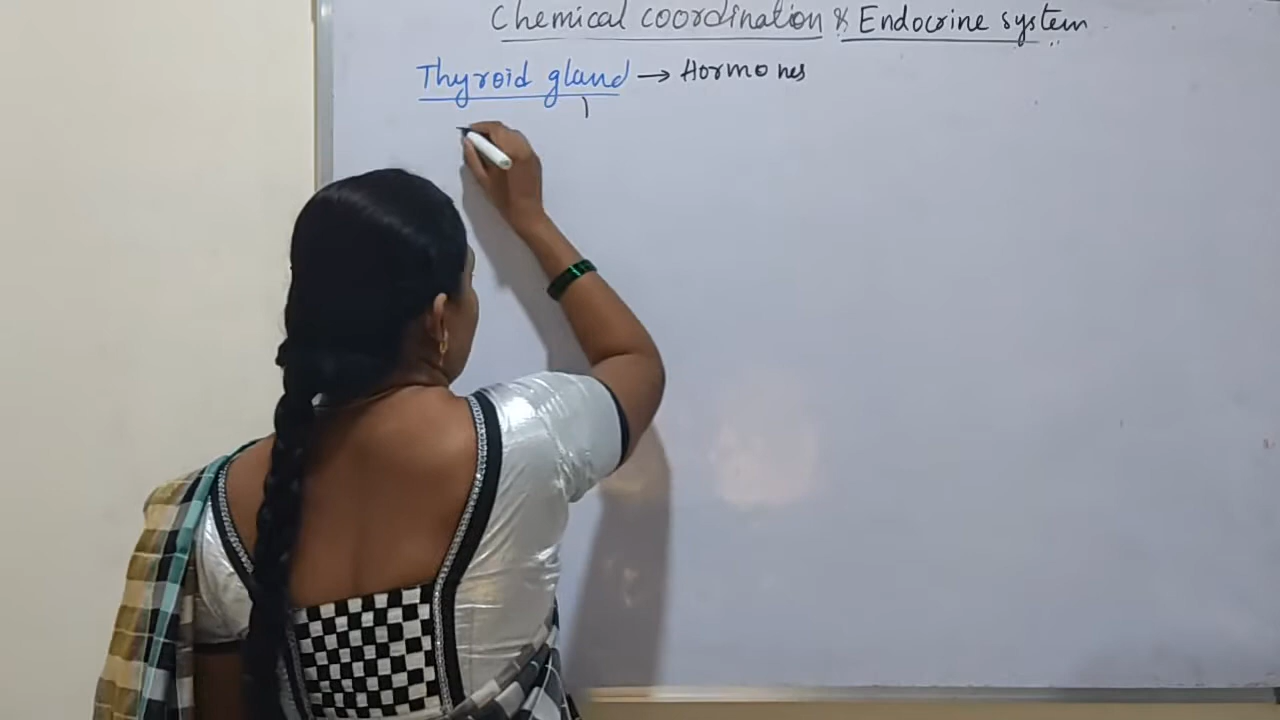 Chemical coordination & Endocrine system
Thyroid gland → Hormones